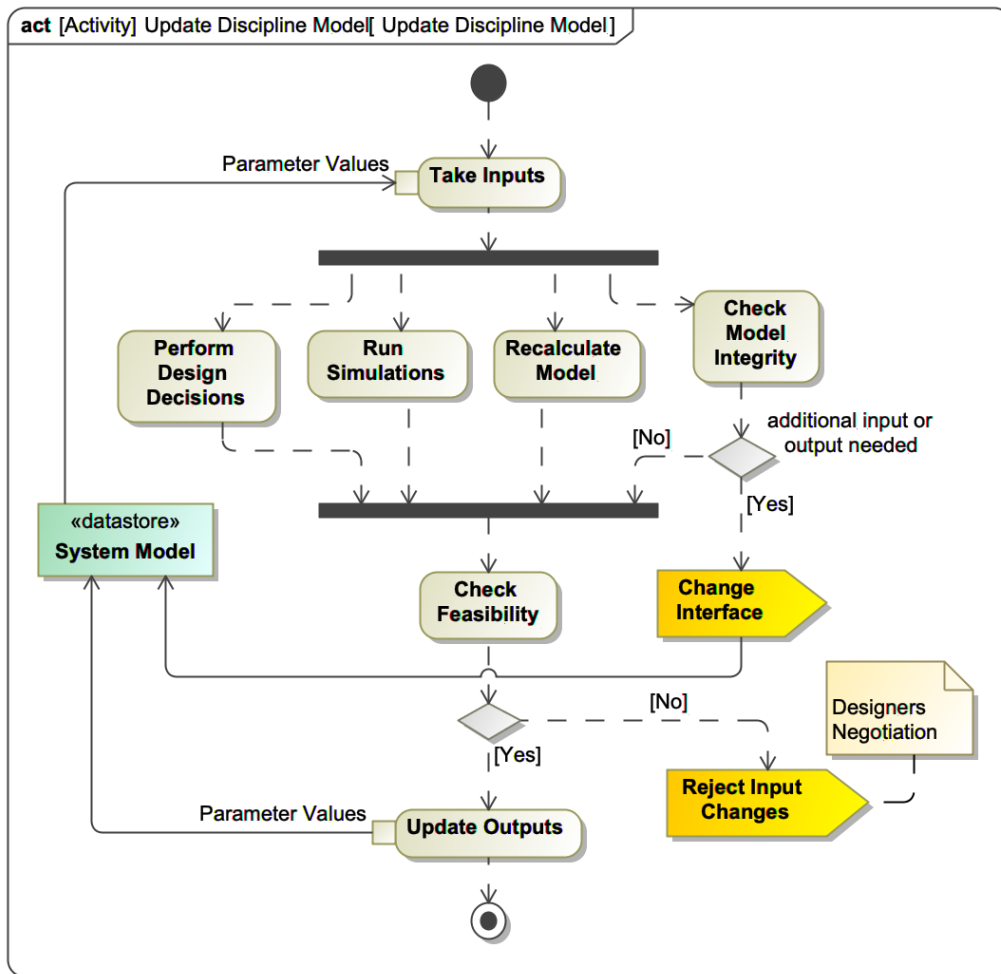 act [Activity] Update Discipline Model[ Update Discipline Model]
Parameter Values
Take Inputs
Perform
Design
Decisions
Run
Simulations
Recalculate
Model
Check
Model
Integrity
additional input or
output needed
[No]
[Yes]
«datastore»
System Model
Check
Feasibility
Change
Interface
[No]
[Yes]
Designers
Negotiation
Reject Input
Changes
Parameter Values
Update Outputs